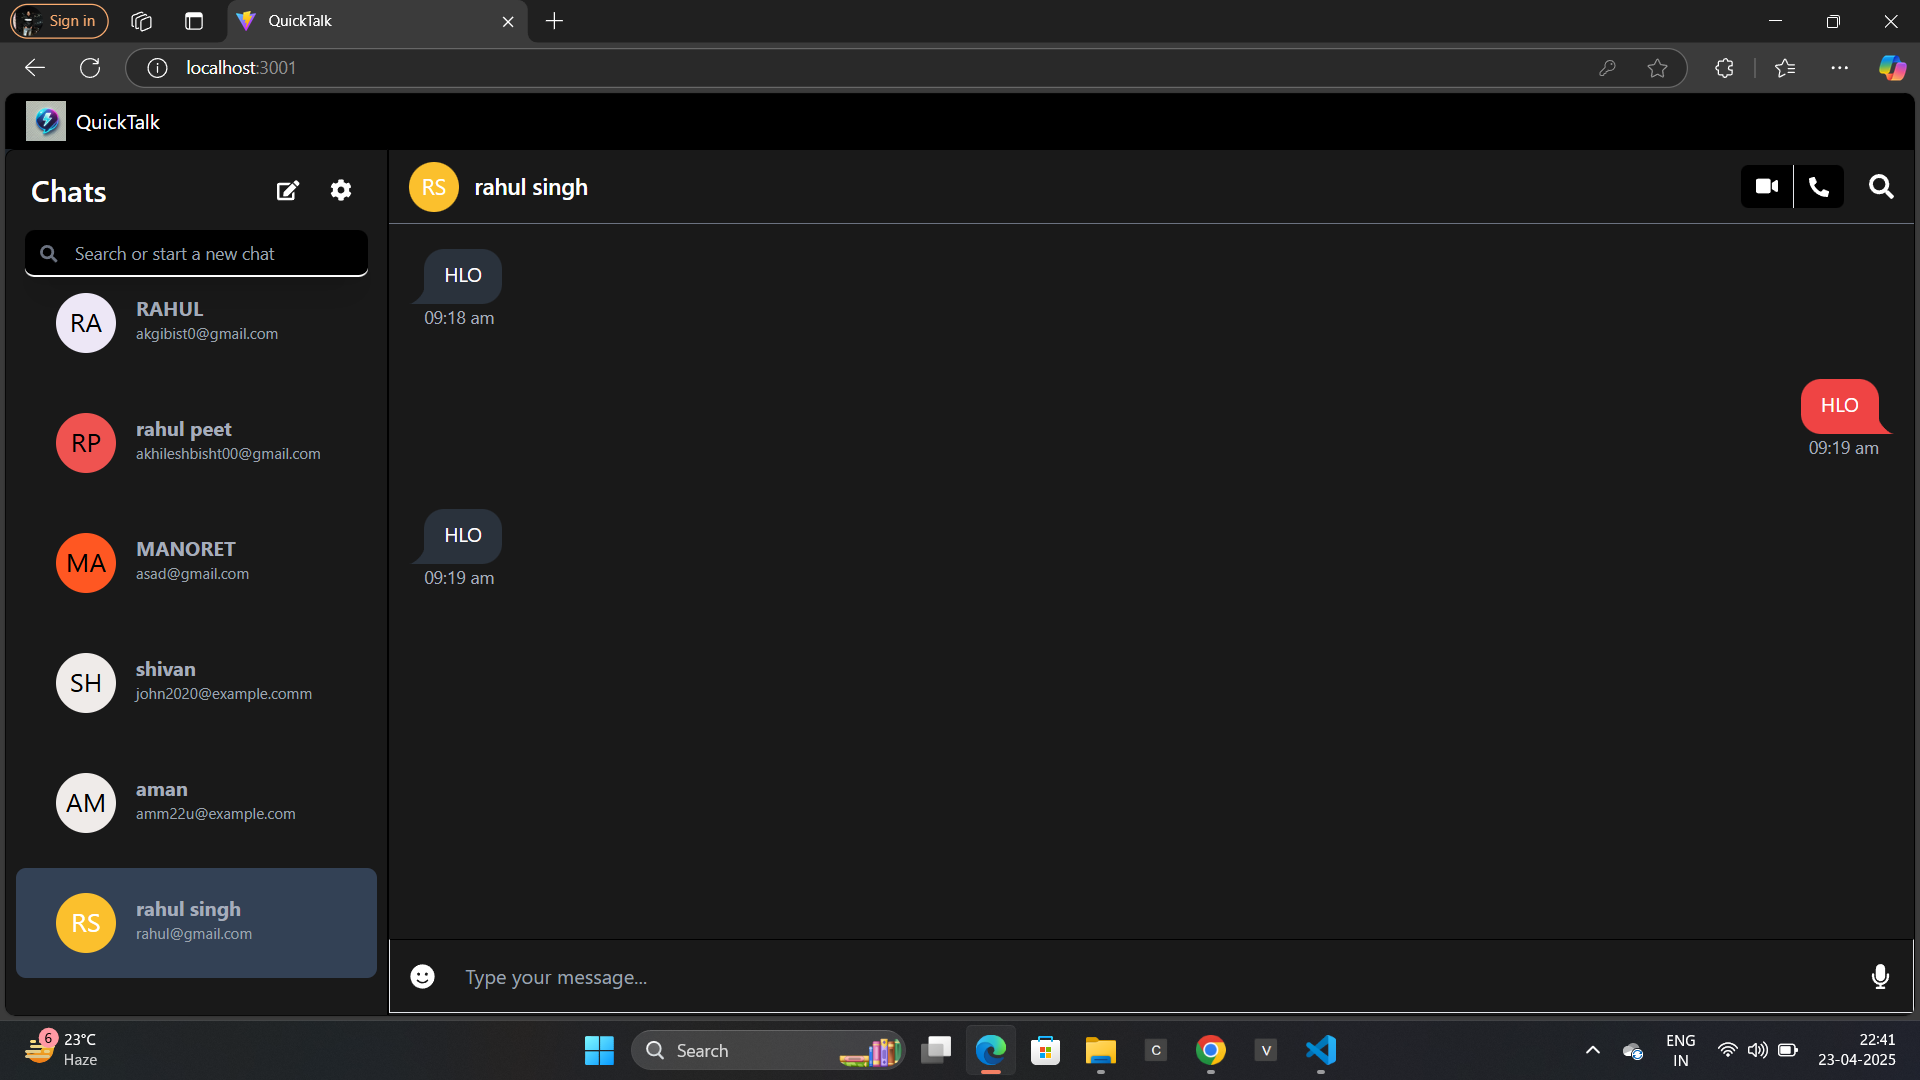 Sign in
QuickTalk
localhost:3001
QuickTalk
Chats
Search or start a new chat
RA
RAHUL
akgibist0@gmail.com
RP
rahul peet
akhileshbisht00@gmail.com
MA
MANORET
asad@gmail.com
SH
shivan
john2020@example.comm
AM
aman
amm22u@example.com
RS
rahul singh
rahul@gmail.com
RS
rahul singh
HLO
09:18 am
HLO
09:19 am
HLO
09:19 am
Type your message...
6
23°C
Haze
Search
C
V
ENG
IN
22:41
23-04-2025